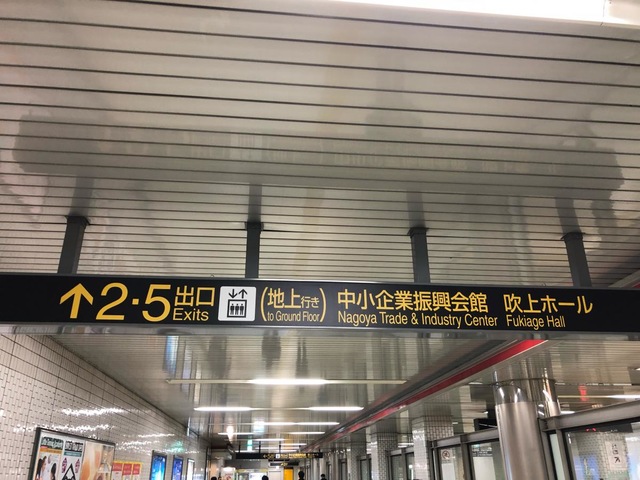 ↑2・5出口
Exits
(地上行き)
to Ground Floor
中小企業振興会館 吹上ホール
Nagoya Trade & Industry Center Fukiage Hall